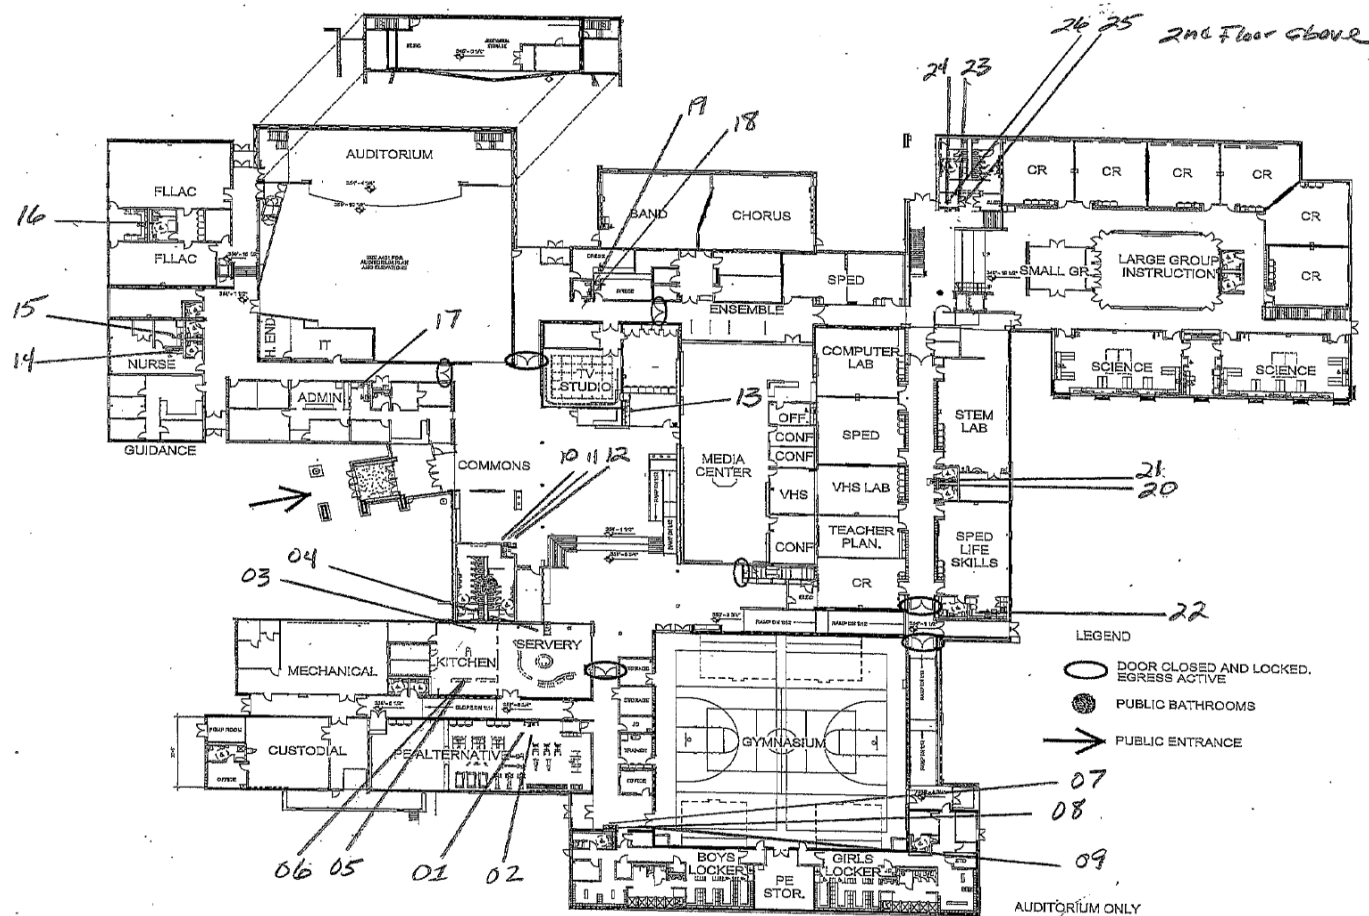 26 25 2nd Floor above
24 23
19
18
AUDITORIUM
FLLAC
16
FLLAC
BAND
CHORUS
CR
CR
CR
CR
CR
CR
SMALL GR.
LARGE GROUP
INSTRUCTION
SPED
ENSEMBLE
15
14
NURSE
H. END
IT
17
ADMIN
GUIDANCE
TV
STUDIO
13
COMPUTER
LAB
SCIENCE
SCIENCE
OFF.
CONF
CONF
SPED
STEM
LAB
MEDIA
CENTER
VHS
VHS LAB
COMMONS
10 11 12
21
20
CONF
TEACHER
PLAN.
SPED
LIFE
SKILLS
CR
04
03
22
MECHANICAL
KITCHEN
SERVERY
STORAGE
CUSTODIAL
OFFICE
PE ALTERNATIVE
OFFICE
GYMNASIUM
LEGEND
DOOR CLOSED AND LOCKED.
EGRESS ACTIVE
PUBLIC BATHROOMS
PUBLIC ENTRANCE
06 05 01 02
07
08
09
BOYS
LOCKER
PE
STOR.
GIRLS
LOCKER
AUDITORIUM ONLY